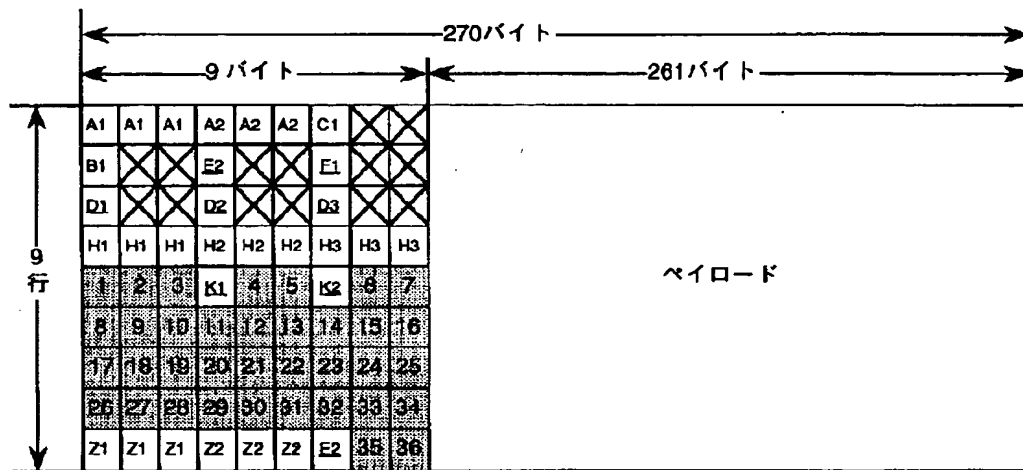 270バイト
9バイト 261バイト
A1 A1 A1 A2 A2 A2 C1
B1 E2 F1
D1 D2 D3
H1 H1 H1 H2 H2 H2 H3 H3 H3
9行
ペイロード
1 2 3 K1 4 5 K2 6 7
8 9 10 11 12 13 14 15 16
17 18 19 20 21 22 23 24 25
26 27 28 29 30 31 32 33 34
Z1 Z1 Z1 Z2 Z2 Z2 E2 35 36